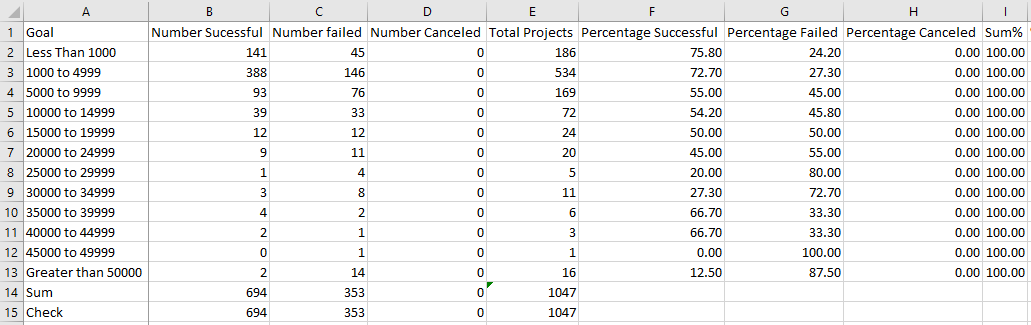 A B C D E F G H I
1 Goal Number Sucessful Number failed Number Canceled Total Projects Percentage Successful Percentage Failed Percentage Canceled Sum%
2 Less Than 1000 141 45 0 186 75.80 24.20 0.00 100.00
3 1000 to 4999 388 146 0 534 72.70 27.30 0.00 100.00
4 5000 to 9999 93 76 0 169 55.00 45.00 0.00 100.00
5 10000 to 14999 39 33 0 72 54.20 45.80 0.00 100.00
6 15000 to 19999 12 12 0 24 50.00 50.00 0.00 100.00
7 20000 to 24999 9 11 0 20 45.00 55.00 0.00 100.00
8 25000 to 29999 1 4 0 5 20.00 80.00 0.00 100.00
9 30000 to 34999 3 8 0 11 27.30 72.70 0.00 100.00
10 35000 to 39999 4 2 0 6 66.70 33.30 0.00 100.00
11 40000 to 44999 2 1 0 3 66.70 33.30 0.00 100.00
12 45000 to 49999 0 1 0 1 0.00 100.00 0.00 100.00
13 Greater than 50000 2 14 0 16 12.50 87.50 0.00 100.00
14 Sum 694 353 0 1047
15 Check 694 353 0 1047